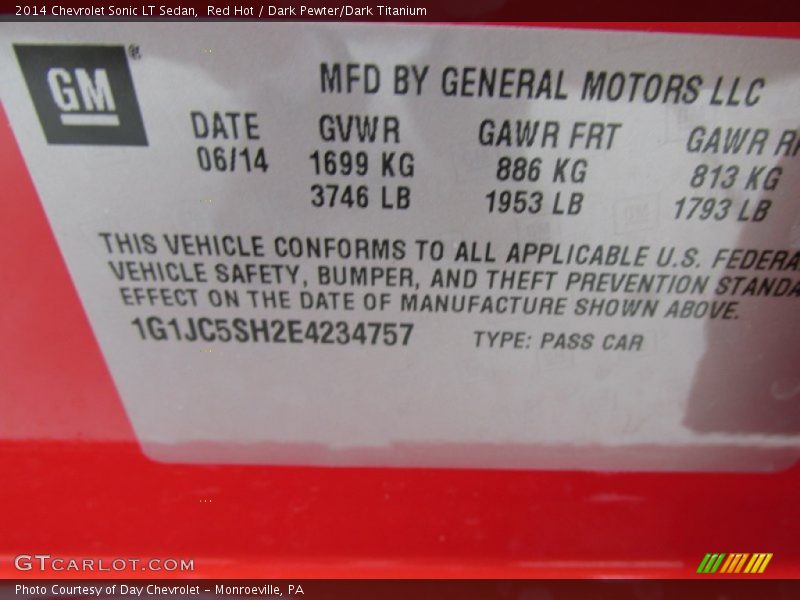 2014 Chevrolet Sonic LT Sedan, Red Hot / Dark Pewter/Dark Titanium
GM
MFD BY GENERAL MOTORS LLC
DATE GVWR GAWR FRT GAWR
06/14 1699 KG 886 KG 813 KG
3746 LB 1953 LB 1793 LB
THIS VEHICLE CONFORMS TO ALL APPLICABLE U.S. FEDERA
VEHICLE SAFETY, BUMPER, AND THEFT PREVENTION STANDA
EFFECT ON THE DATE OF MANUFACTURE SHOWN ABOVE.
1G1JC5SH2E4234757 TYPE: PASS CAR
GTCARLOT.COM
Photo Courtesy of Day Chevrolet - Monroeville, PA